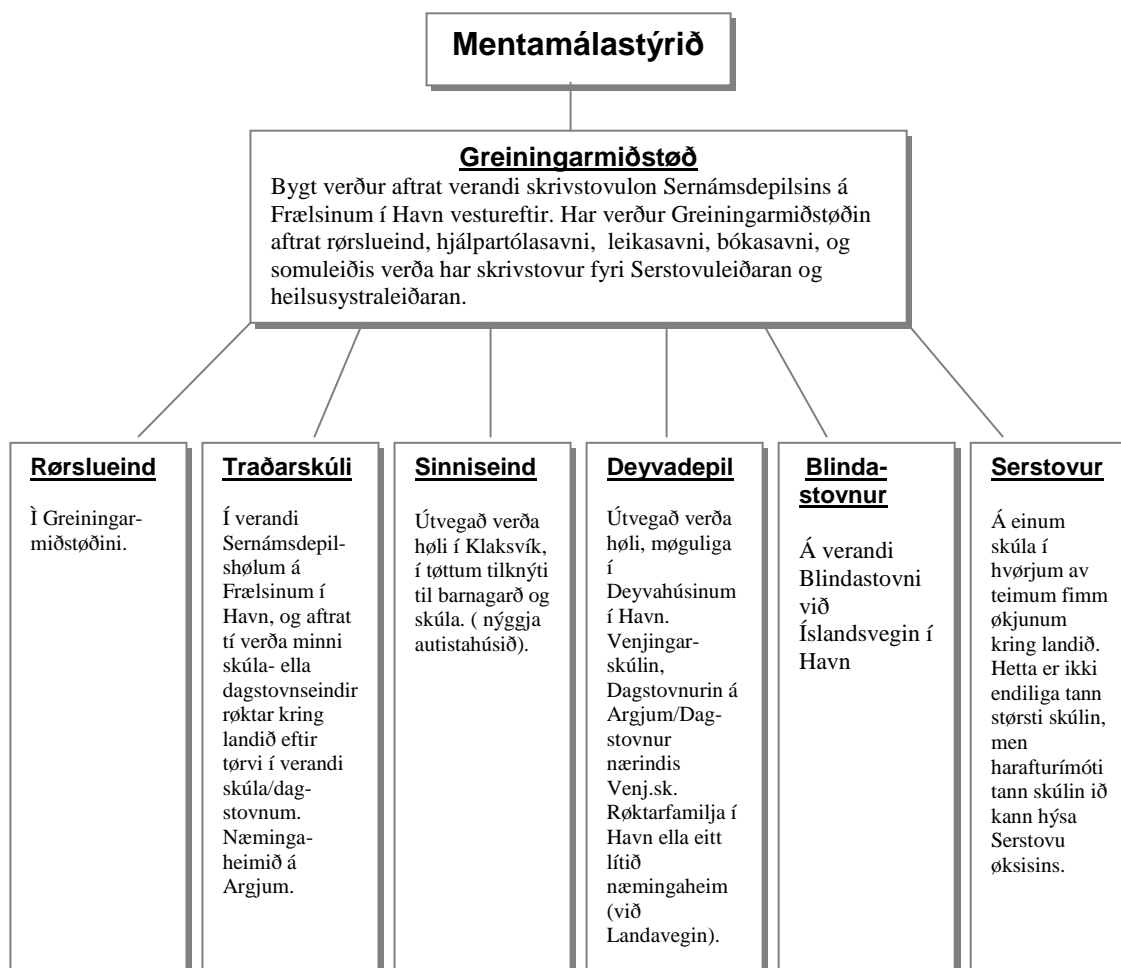 Mentamálastýrið
Greiningarmiðstøð
Bygt verður aftrat verandi skrivstovulon Sernámsdepilsins á
Frælsinum í Havn vestureftir. Har verður Greiningarmiðstøðin
aftrat rørslueind, hjálpartólasavni, leikasavni, bókasavni, og
somuleiðis verða har skrivstovur fyri Serstovuleiðaran og
heilsusystraleiðaran.
Rørslueind
Ì Greiningar-
miðstøðini.
Traðarskúli
Í verandi
Sernámsdepil-
shølum á
Frælsinum í
Havn, og aftrat
tí verða minni
skúla- ella
dagstovnseindir
røktar kring
landið eftir
tørvi í verandi
skúla/dag-
stovnum.
Næminga-
heimið á
Argjum.
Sinniseind
Útvegað verða
høli í Klaksvík,
í tøttum tilknýti
til barnagarð og
skúla. ( nýggja
autistahúsið).
Deyvadepil
Útvegað verða
høli, møguliga
í
Deyvahúsinum
í Havn.
Venjingar-
skúlin,
Dagstovnurin á
Argjum/Dag-
stovnur
nærindis
Venj.sk.
Røktarfamilja í
Havn ella eitt
lítið
næmingaheim
(við
Landavegin).
Blinda-
stovnur
Á verandi
Blindastovni
við
Íslandsvegin í
Havn
Serstovur
Á einum
skúla í
hvørjum av
teimum fimm
økjunum
kring landið.
Hetta er ikki
endiliga tann
størsti skúlin,
men
harafturímóti
tann skúlin ið
kann hýsa
Serstovu
øksisins.